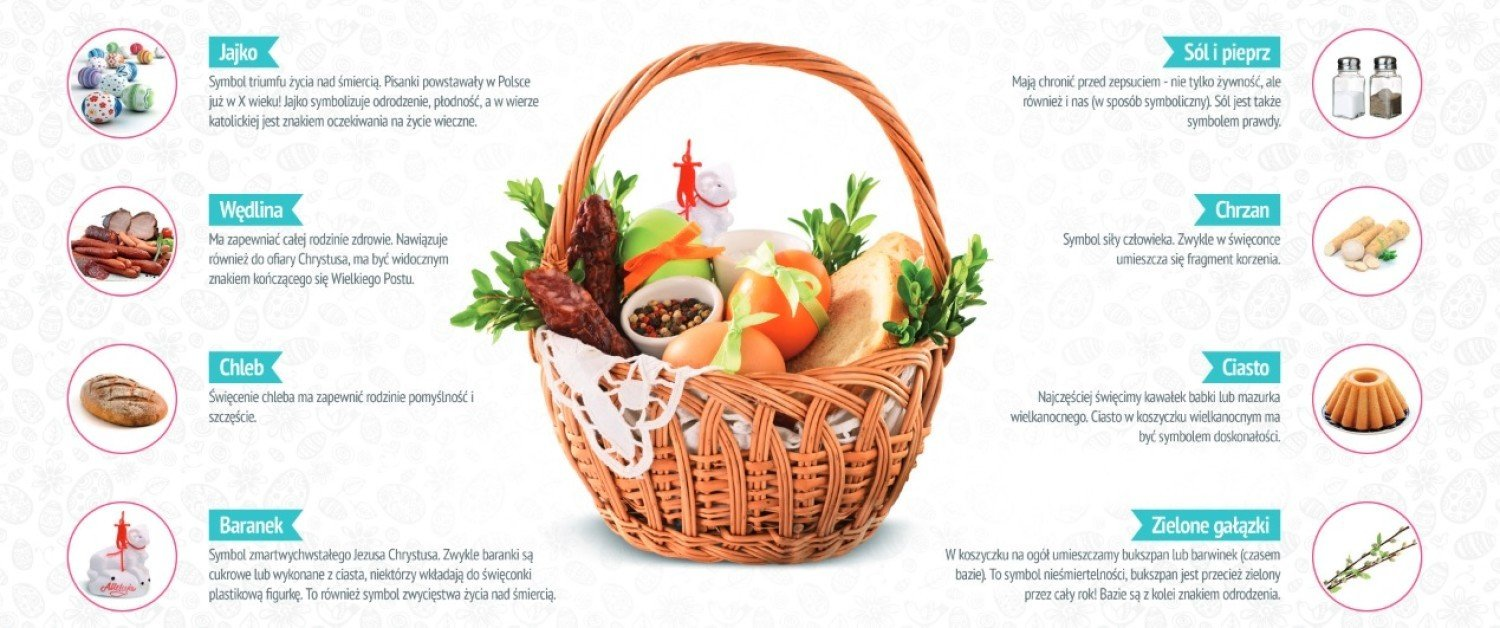 Jajko
Symbol triumfu życia nad śmiercią. Pisanki powstawały w Polsce
już w X wieku! Jajko symbolizuje odrodzenie, płodność, a w wierze
katolickiej jest znakiem oczekiwania na życie wieczne.
Wędlina
Ma zapewniać całej rodzinie zdrowie. Nawiązuje
również do ofiary Chrystusa, ma być widocznym
znakiem kończącego się Wielkiego Postu.
Chleb
Święcenie chleba ma zapewnić rodzinie pomyślność i
szczęście.
Baranek
Symbol zmartwychwstałego Jezusa Chrystusa. Zwykle baranki są
cukrowe lub wykonane z ciasta, niektórzy wkładają do święconki
plastikową figurkę. To również symbol zwycięstwa życia nad śmiercią.
Alleluja
Sól i pieprz
Mają chronić przed zepsuciem - nie tylko żywność, ale
również i nas (w sposób symboliczny). Sól jest także
symbolem prawdy.
Chrzan
Symbol siły człowieka. Zwykle w święconce
umieszcza się fragment korzenia.
Ciasto
Najczęściej święcimy kawałek babki lub mazurka
wielkanocnego. Ciasto w koszyczku wielkanocnym ma
być symbolem doskonałości.
Zielone gałązki
W koszyczku na ogół umieszczamy bukszpan lub barwinek (czasem
bazie). To symbol nieśmiertelności, bukszpan jest przecież zielony
przez cały rok! Bazie są z kolei znakiem odrodzenia.